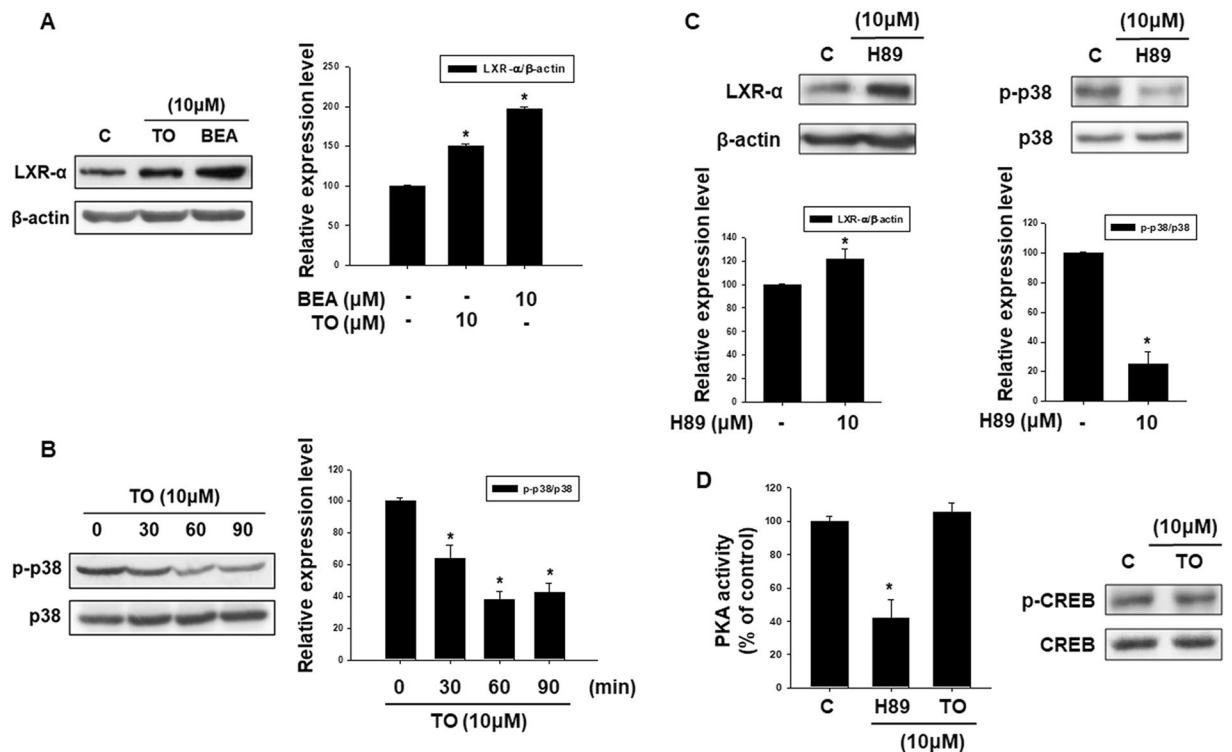 A
(10µM)
C TO BEA
LXR-α
β-actin
Relative expression level
250
200
150
100
50
0
LXR-α/β-actin
*
*
BEA (µM) - - 10
TO (µM) - 10 -
B
TO (10µM)
0 30 60 90
p-p38
p38
Relative expression level
120
100
80
60
40
20
0
p-p38/p38
*
*
*
0 30 60 90 (min)
TO (10µM)
C
(10µM)
C H89
LXR-α
β-actin
(10µM)
C H89
p-p38
p38
Relative expression level
140
120
100
80
60
40
20
0
LXR-α/β-actin
*
H89 (µM) - 10
Relative expression level
120
100
80
60
40
20
0
p-p38/p38
*
H89 (µM) - 10
D
PKA activity
(% of control)
120
100
80
60
40
20
0
*
C H89 TO
(10µM)
(10µM)
C TO
p-CREB
CREB